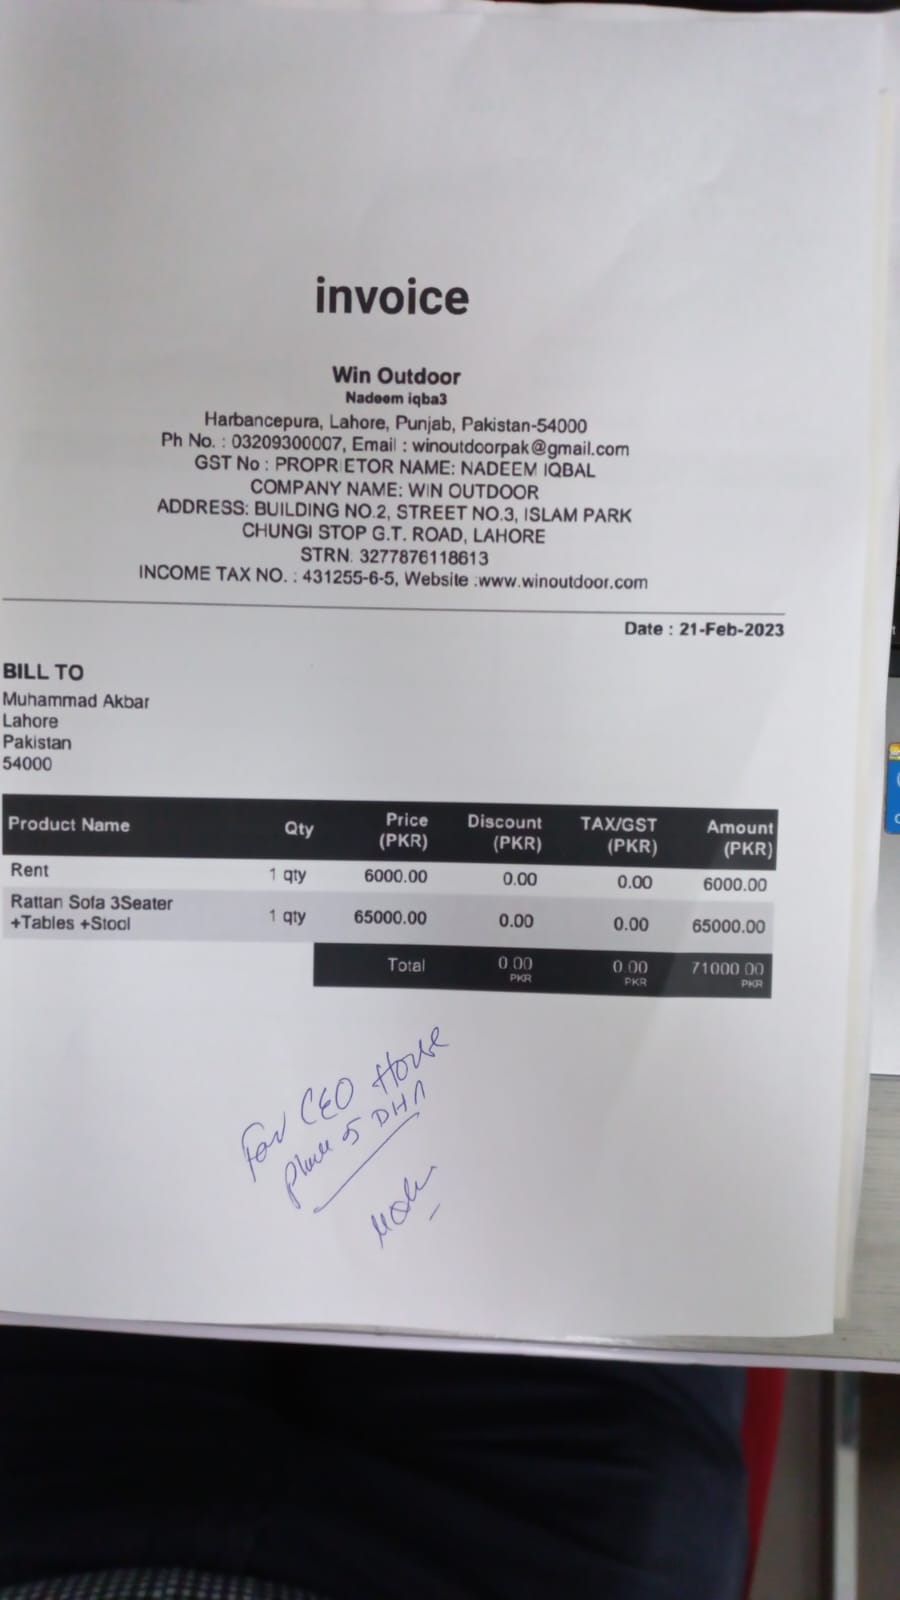 invoice
Win Outdoor
Nadeem iqba3
Harbancepura, Lahore, Punjab, Pakistan-54000
Ph No. : 03209300007, Email : winoutdoorpak@gmail.com
GST No : PROPRIETOR NAME: NADEEM IQBAL
COMPANY NAME: WIN OUTDOOR
ADDRESS: BUILDING NO.2, STREET NO.3, ISLAM PARK
CHUNGI STOP G.T. ROAD, LAHORE
STRN: 3277876118613
INCOME TAX NO. : 431255-6-5, Website :www.winoutdoor.com
Date : 21-Feb-2023
BILL TO
Muhammad Akbar
Lahore
Pakistan
54000
Product Name Qty Price (PKR) Discount (PKR) TAX/GST (PKR) Amount (PKR)
Rent 1 qty 6000.00 0.00 0.00 6000.00
Rattan Sofa 3Seater
+Tables +Stool 1 qty 65000.00 0.00 0.00 65000.00
Total 0.00 PKR 0.00 PKR 71000.00 PKR
For CEO House
phase 5 DHA